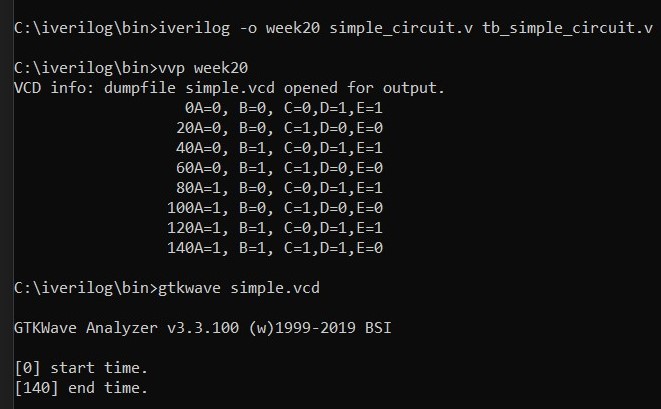 C:\iverilog\bin>iverilog -o week20 simple_circuit.v tb_simple_circuit.v
C:\iverilog\bin>vvp week20
VCD info: dumpfile simple.vcd opened for output.
0A=0, B=0, C=0,D=1,E=1
20A=0, B=0, C=1,D=0,E=0
40A=0, B=1, C=0,D=1,E=1
60A=0, B=1, C=1,D=0,E=0
80A=1, B=0, C=0,D=1,E=1
100A=1, B=0, C=1,D=0,E=0
120A=1, B=1, C=0,D=1,E=1
140A=1, B=1, C=1,D=1,E=0
C:\iverilog\bin>gtkwave simple.vcd
GTKWave Analyzer v3.3.100 (w)1999-2019 BSI
[0] start time.
[140] end time.